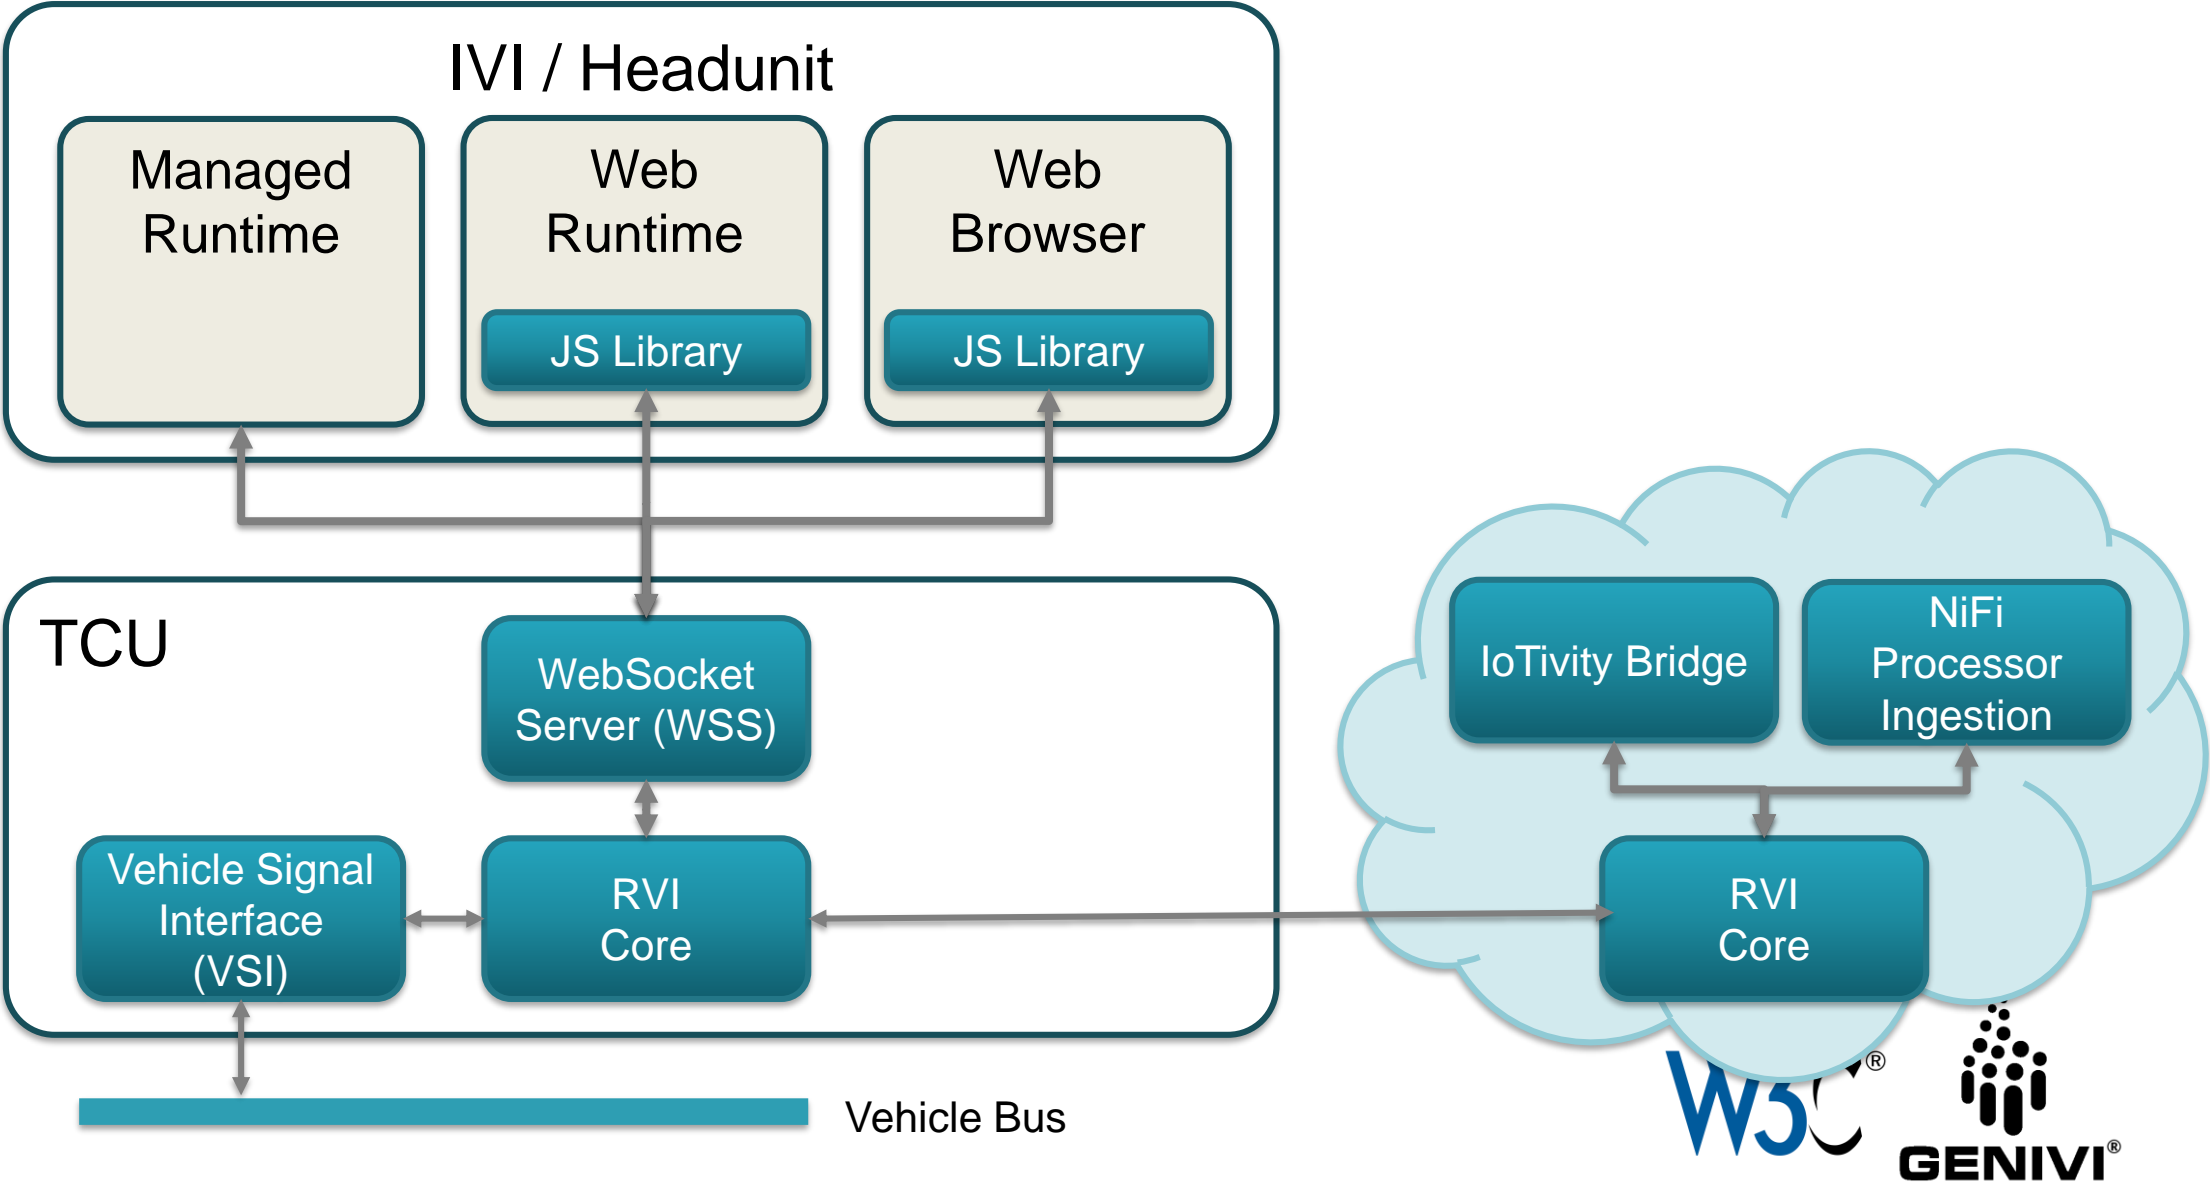 IVI / Headunit
Managed
Runtime
Web
Runtime
JS Library
Web
Browser
JS Library
TCU
WebSocket
Server (WSS)
Vehicle Signal
Interface
(VSI)
RVI
Core
Vehicle Bus
IoTivity Bridge
NiFi
Processor
Ingestion
RVI
Core
W3C®
GENIVI®